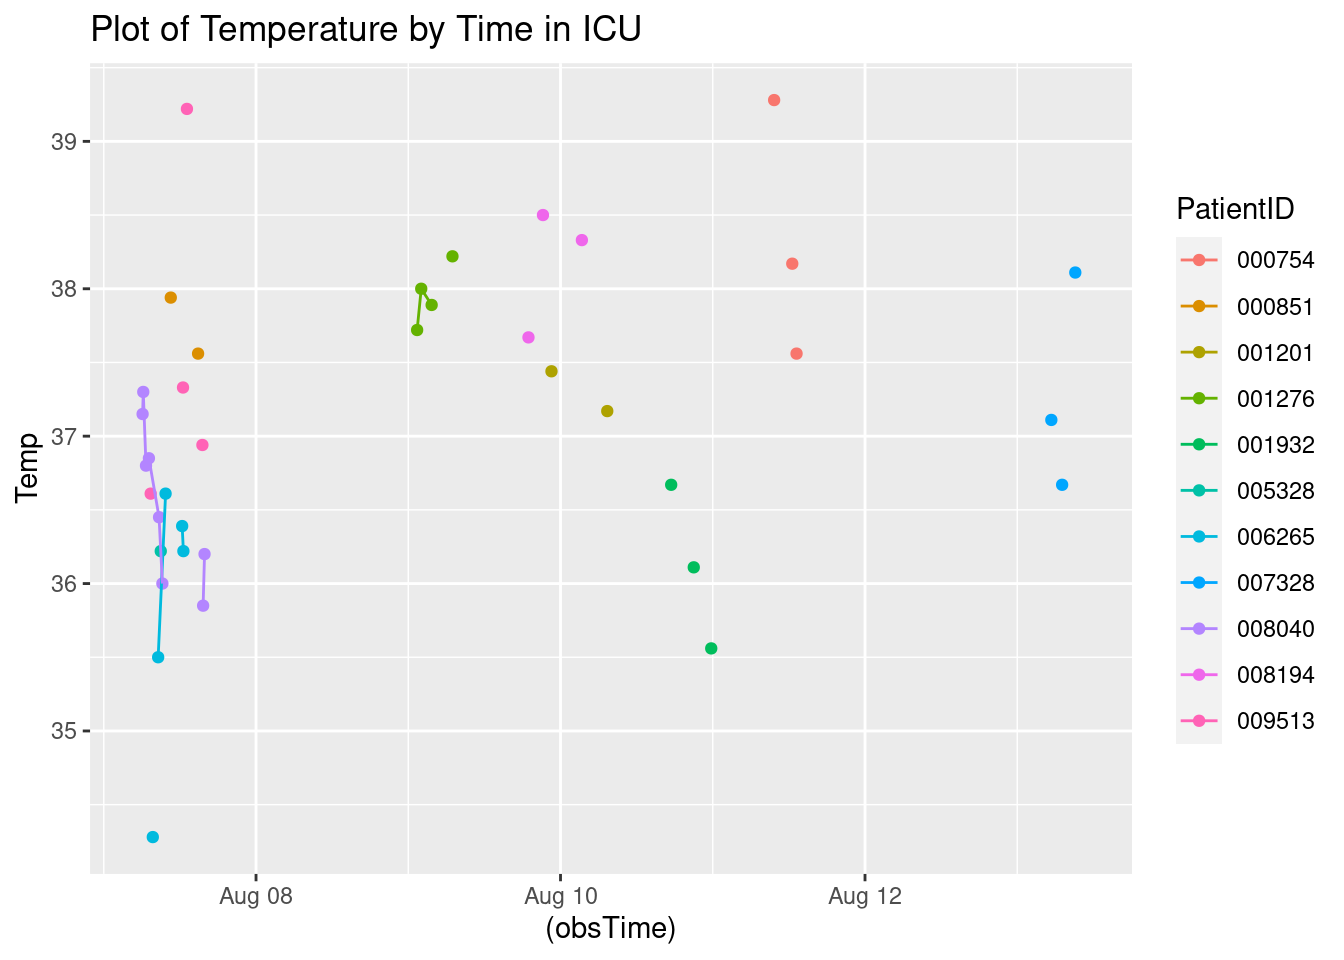 Plot of Temperature by Time in ICU
39
38
37
36
35
Temp
Aug 08
Aug 10
Aug 12
(obsTime)
PatientID
000754
000851
001201
001276
001932
005328
006265
007328
008040
008194
009513